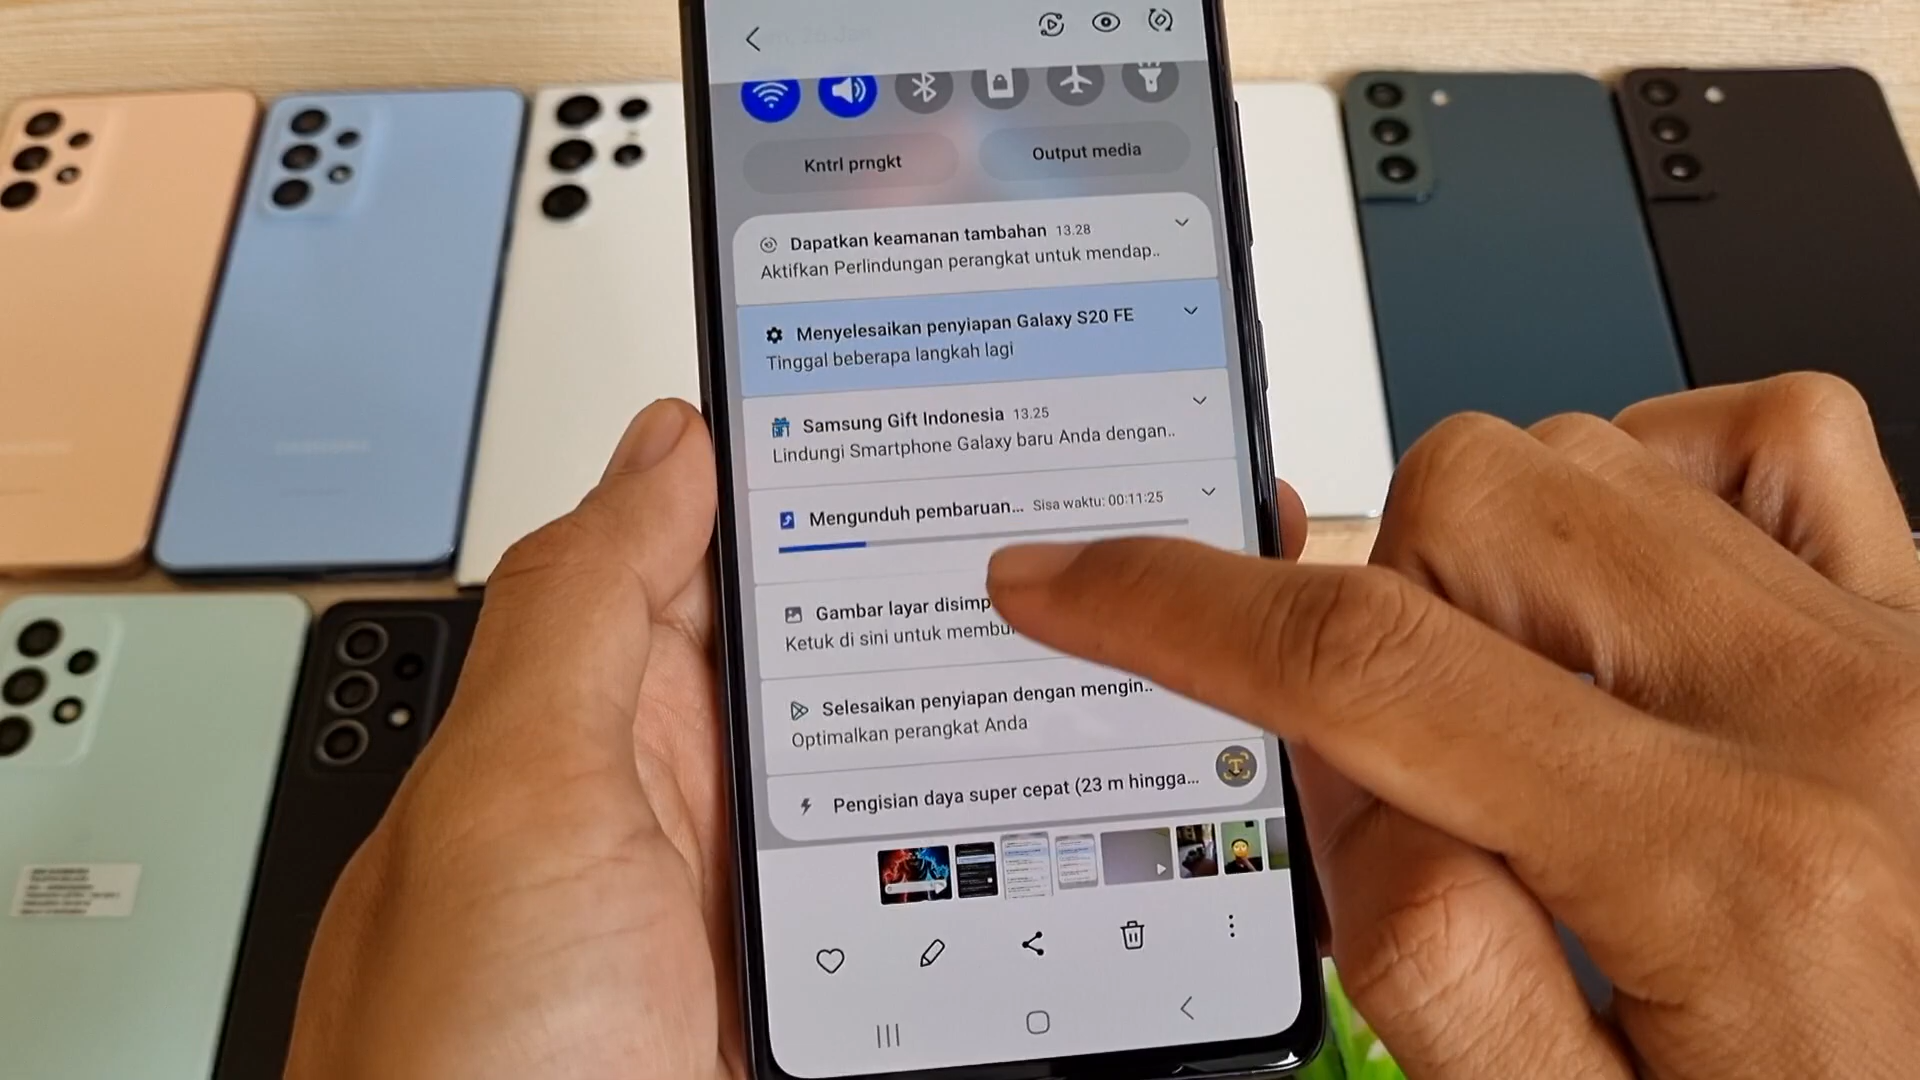 Kntrl prngkt
Output media
Dapatkan keamanan tambahan 13.28
Aktifkan Perlindungan perangkat untuk mendap..
Menyelesaikan penyiapan Galaxy S20 FE
Tinggal beberapa langkah lagi
Samsung Gift Indonesia 13.25
Lindungi Smartphone Galaxy baru Anda dengan..
Mengunduh pembaruan... Sisa waktu: 00:11:25
Gambar layar disimp
Ketuk di sini untuk membu
Selesaikan penyiapan dengan mengin..
Optimalkan perangkat Anda
Pengisian daya super cepat (23 m hingga...